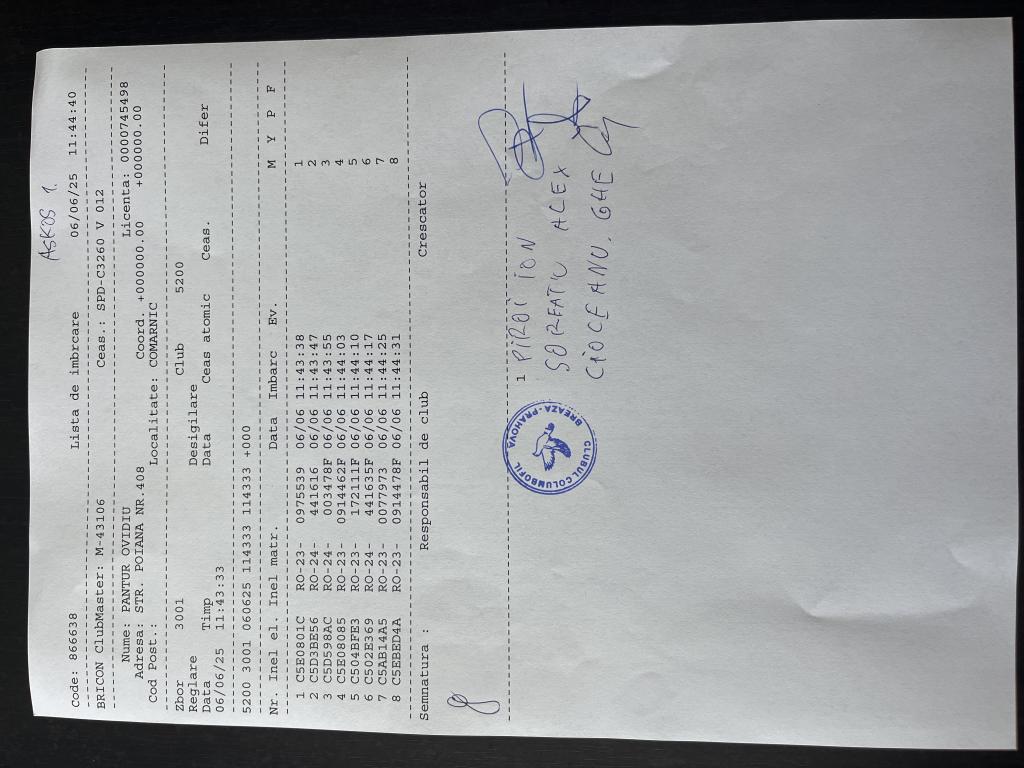 ASKOS 1.
Code: 866638 Lista de imbrcare 06/06/25 11:44:40
BRICON ClubMaster: M-43106 Ceas.: SPD-C3260 V 012
Nume: PANTUR OVIDIU Licenta: 0000745498
Adresa: STR. POIANA NR.408 Coord. +000000.00 +000000.00
Cod Post.: Localitate: COMARNIC
Zbor 3001 Club 5200
Reglare Desigilare
Data Timp Data Ceas atomic Ceas. Difer
06/06/25 11:43:33
5200 3001 060625 114333 114333 +000
Nr. Inel el. Inel matr. Data Imbarc Ev. M Y P F
1 C5E0801C RO-23- 0975539 06/06 11:43:38 1
2 C5D3BE56 RO-24- 441616 06/06 11:43:47 2
3 C5D598AC RO-24- 003478F 06/06 11:43:55 3
4 C5E08085 RO-23- 0914462F 06/06 11:44:03 4
5 C504BFE3 RO-23- 17211F 06/06 11:44:10 5
6 C502E369 RO-24- 441635F 06/06 11:44:17 6
7 C5AB14A5 RO-23- 0077973 06/06 11:44:25 7
8 C5EBED4A RO-23- 0914478F 06/06 11:44:31 8
Semnatura : Responsabil de club Crescator
1 PIROI ION
SORFATIU ALEX
CIOCEANU. GHE
CLUBUL COLUMBOFIL
BREAZA-PRAHOVA